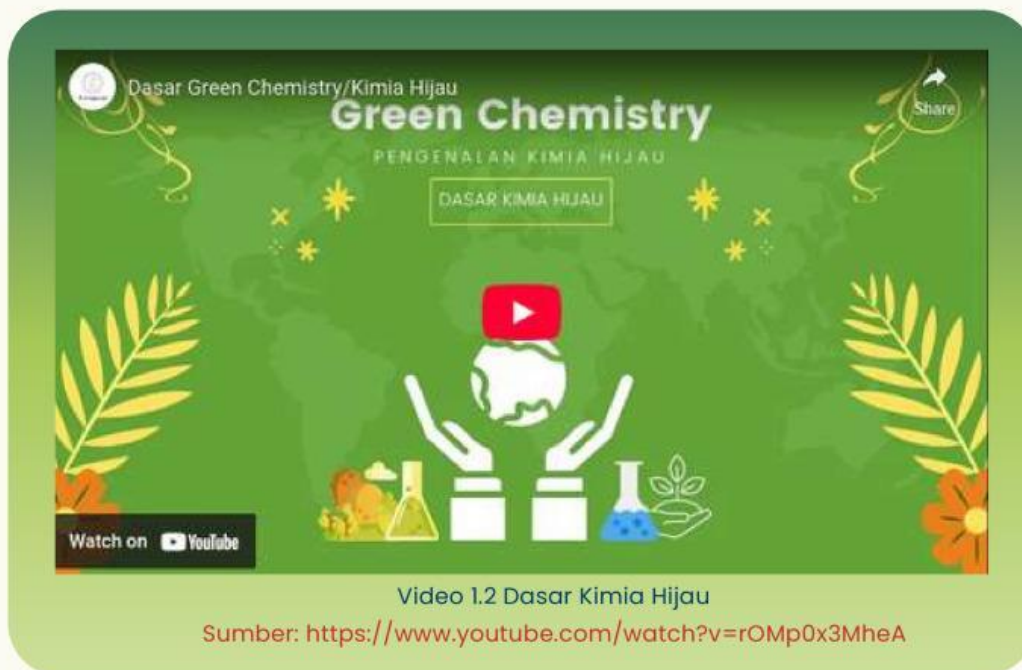 Dasar Green Chemistry/Kimia Hijau
Share
Green Chemistry
PENGENALAN KIMIA HIJAU
DASAR KIMIA HIJAU
Watch on YouTube
Video 1.2 Dasar Kimia Hijau
Sumber: https://www.youtube.com/watch?v=rOMp0x3MheA